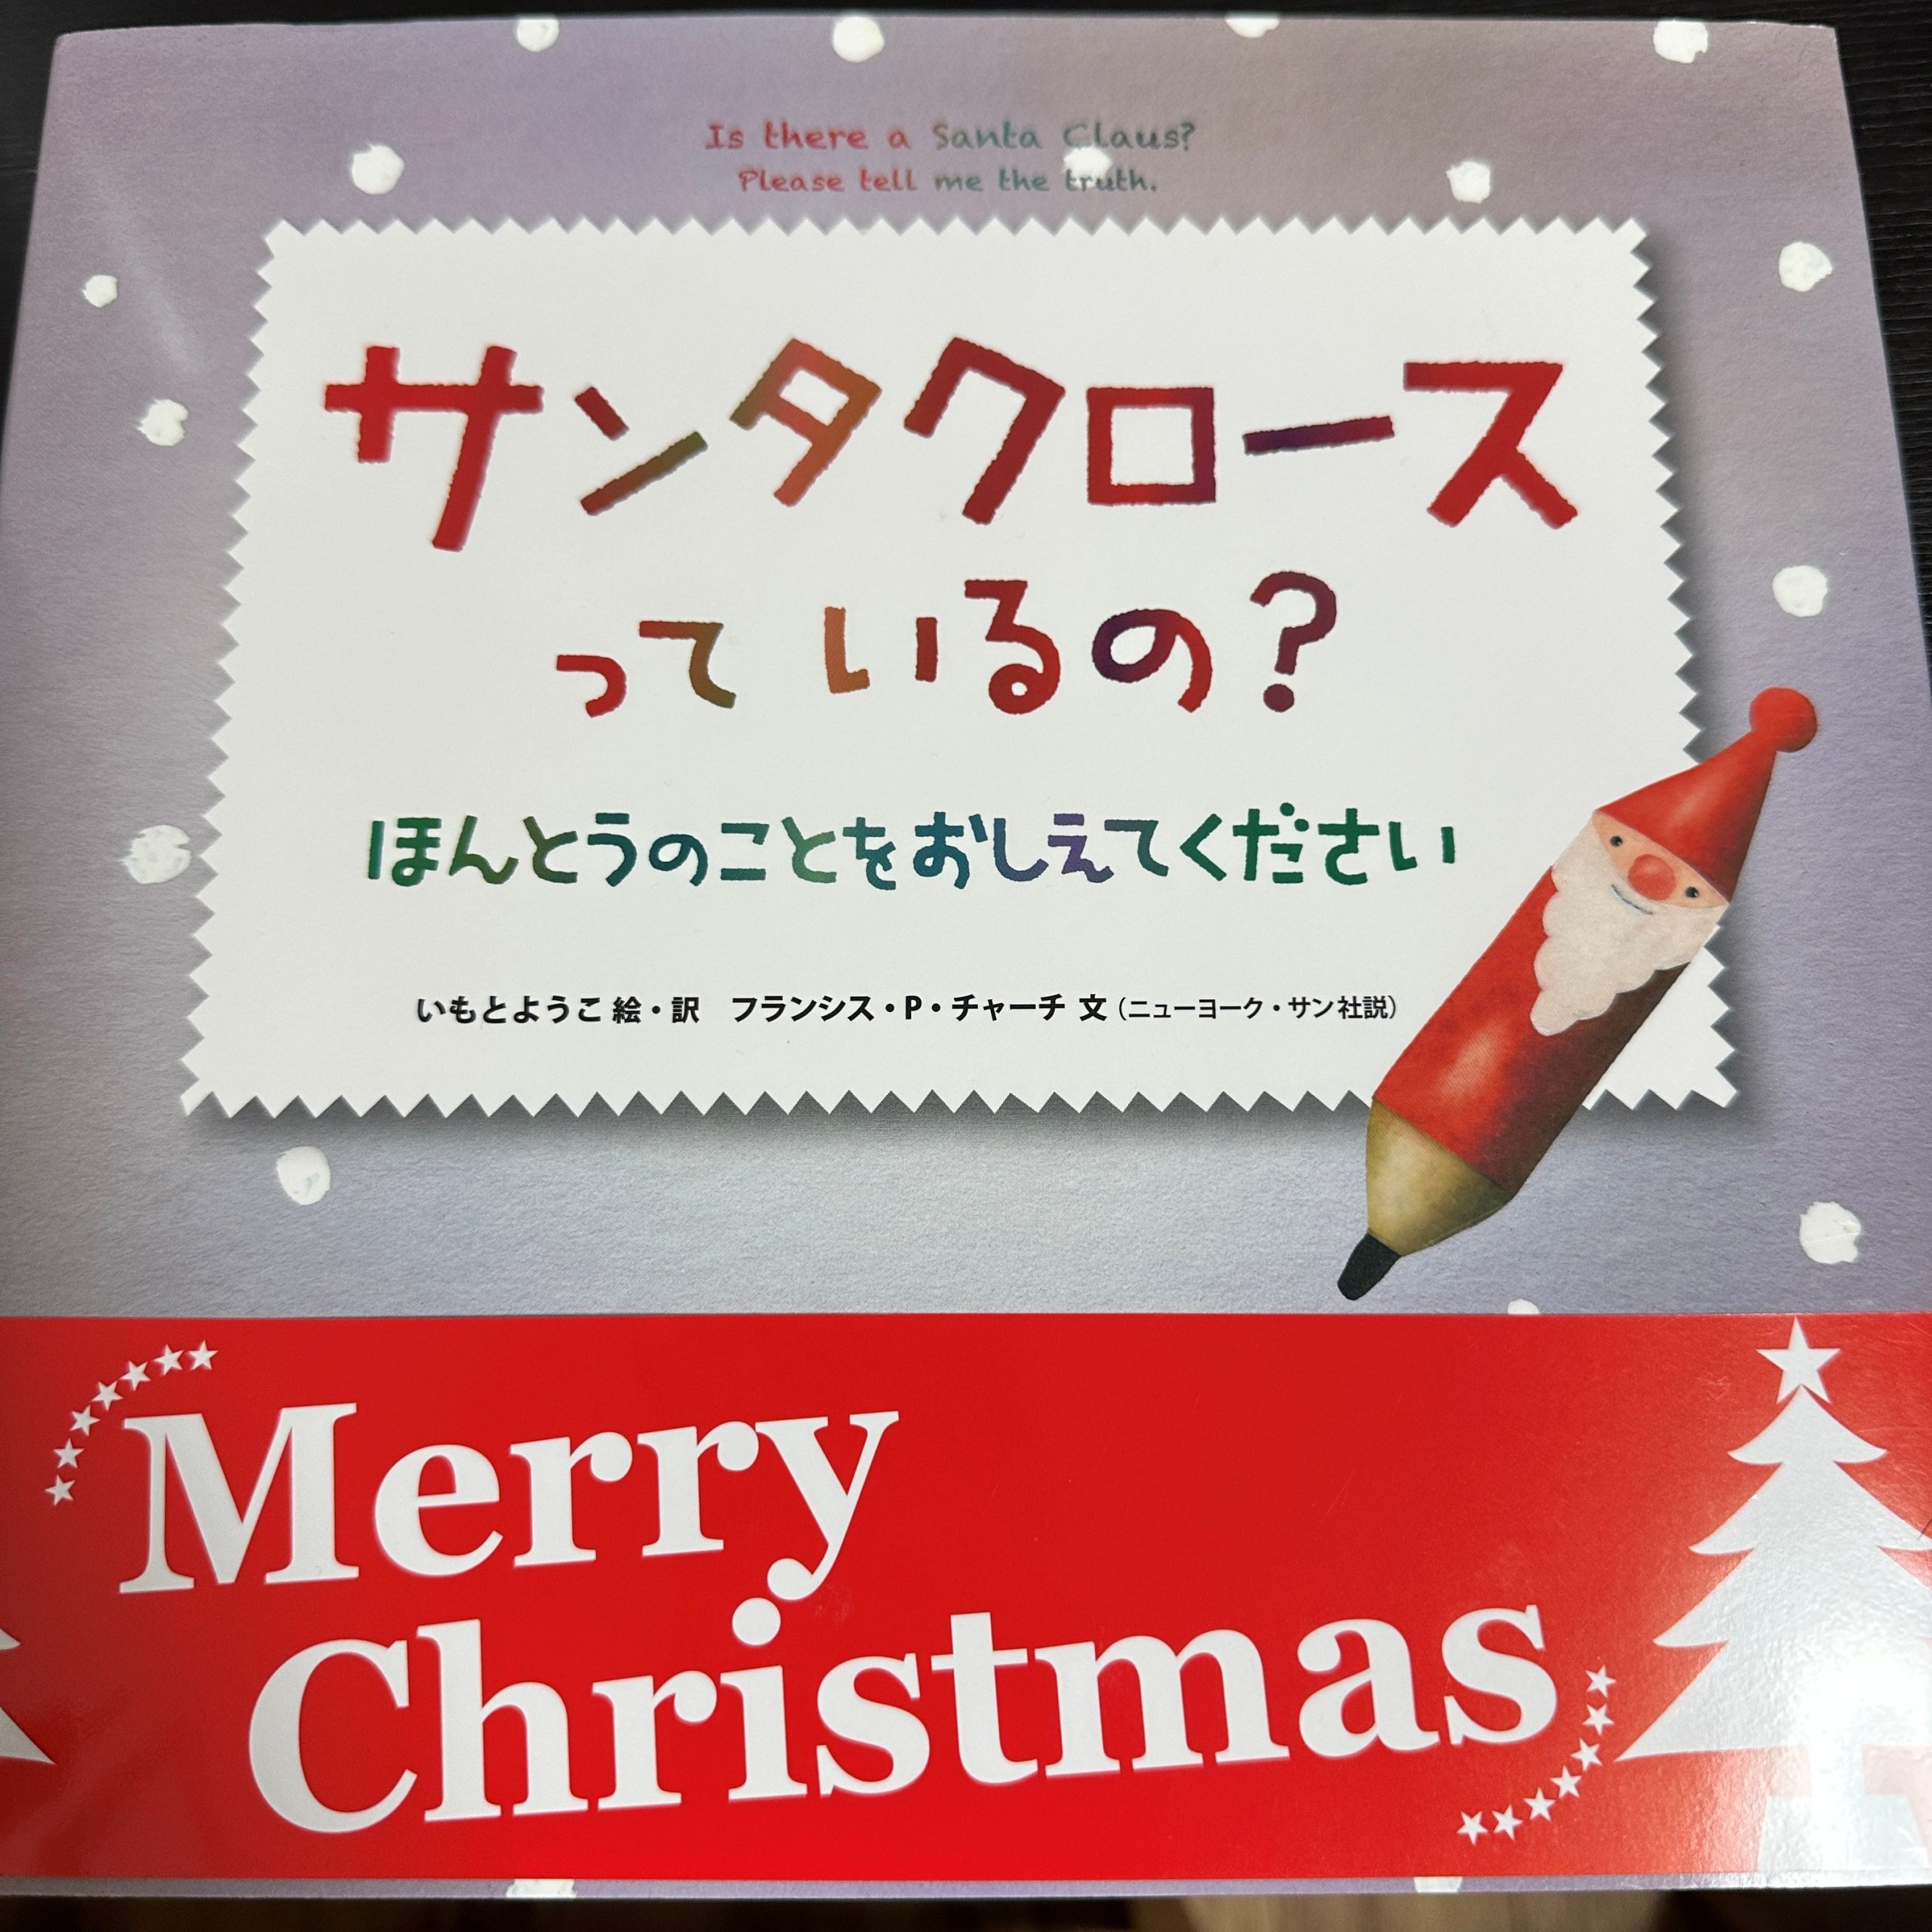 Is there a Santa Claus?
Please tell me the truth.
サンタクロース
って いるの?
ほんとうのことをおしえてください
いもとようこ 絵・訳 フランシス・P・チャーチ 文（ニューヨーク・サン社説）
Merry
Christmas